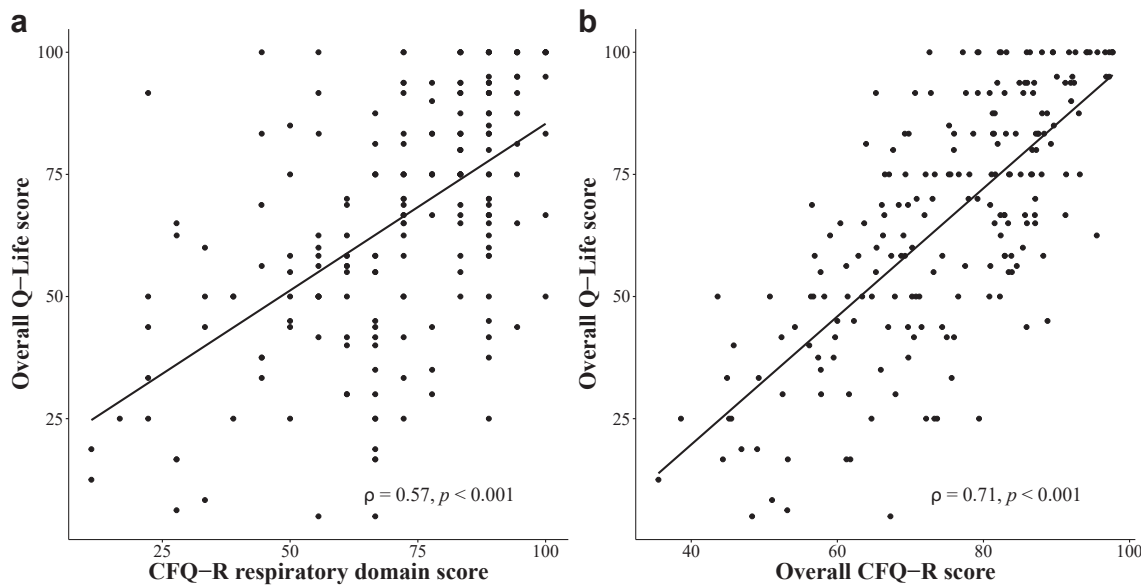 a
Overall Q−Life score
100
75
50
25
ρ = 0.57, p < 0.001
25 50 75 100
CFQ−R respiratory domain score
b
Overall Q−Life score
100
75
50
25
ρ = 0.71, p < 0.001
40 60 80 100
Overall CFQ−R score